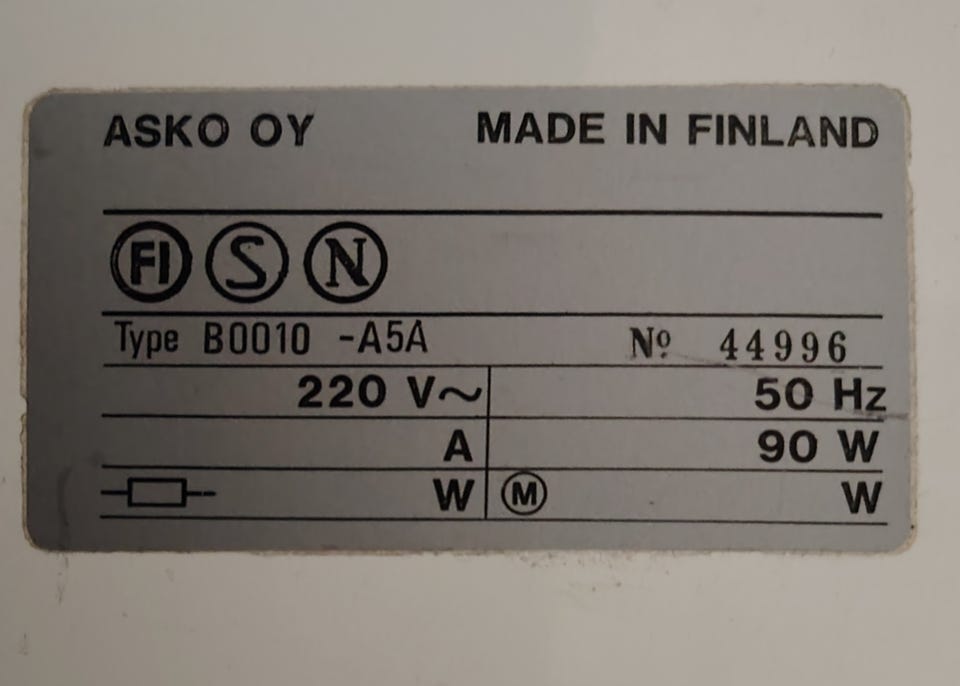 ASKO OY MADE IN FINLAND
FI S N
Type B0010 -A5A Nº 44996
220 V~ 50 Hz
A 90 W
W M W